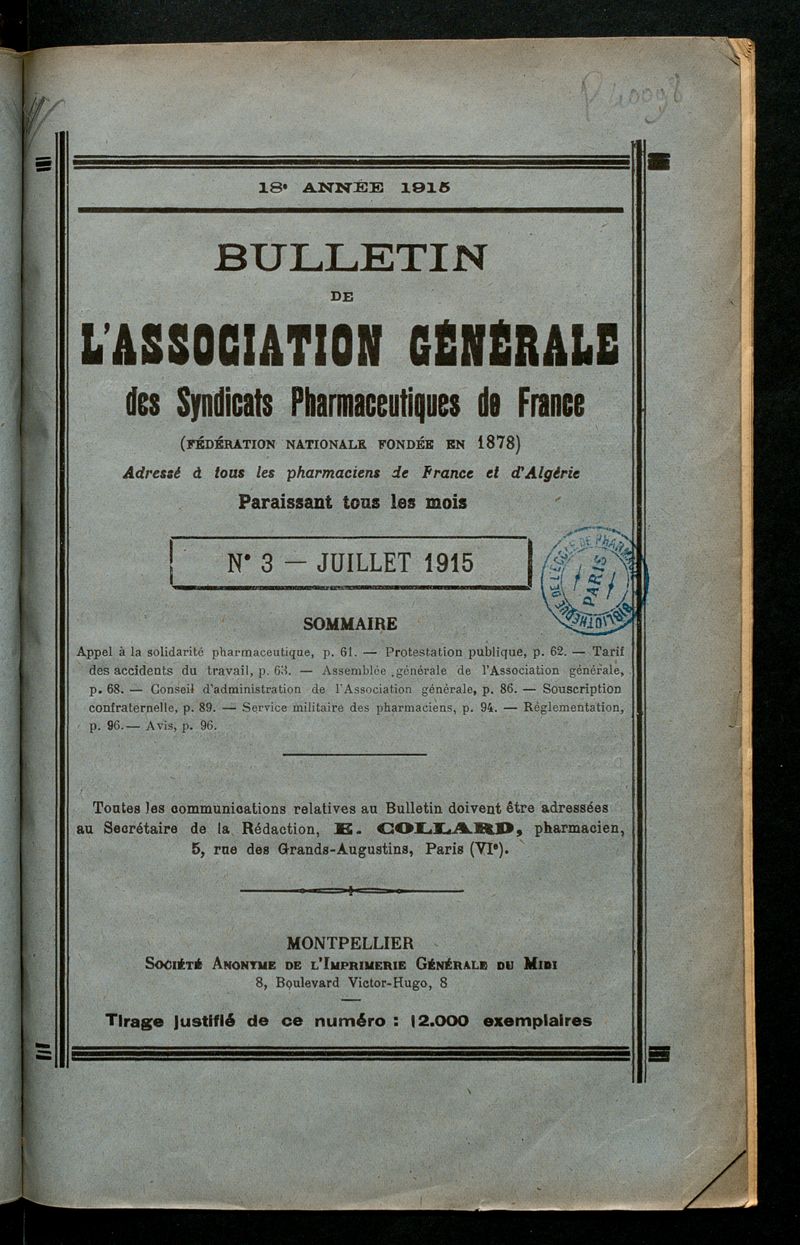 P 40098
18e ANNÉE 1915
BULLETIN
DE
L'ASSOCIATION GÉNÉRALE
des Syndicats Pharmaceutiques de France
(FÉDÉRATION NATIONALE FONDÉE EN 1878)
Adressé à tous les pharmaciens de France et d'Algérie
Paraissant tous les mois
N° 3 — JUILLET 1915
BIBLIOTHÈQUE DE L'ÉCOLE DE PHARMACIE
PARIS
SOMMAIRE
Appel à la solidarité pharmaceutique, p. 61. — Protestation publique, p. 62. — Tarif
des accidents du travail, p. 63. — Assemblée générale de l'Association générale,
p. 68. — Conseil d'administration de l'Association générale, p. 86. — Souscription
confraternelle, p. 89. — Service militaire des pharmaciens, p. 94. — Réglementation,
p. 96. — Avis, p. 96.
Toutes les communications relatives au Bulletin doivent être adressées
au Secrétaire de la Rédaction, E. COLLARD, pharmacien,
5, rue des Grands-Augustins, Paris (VIe).
MONTPELLIER
SOCIÉTÉ ANONYME DE L'IMPRIMERIE GÉNÉRALE DU MIDI
8, Boulevard Victor-Hugo, 8
Tirage justifié de ce numéro : 12.000 exemplaires